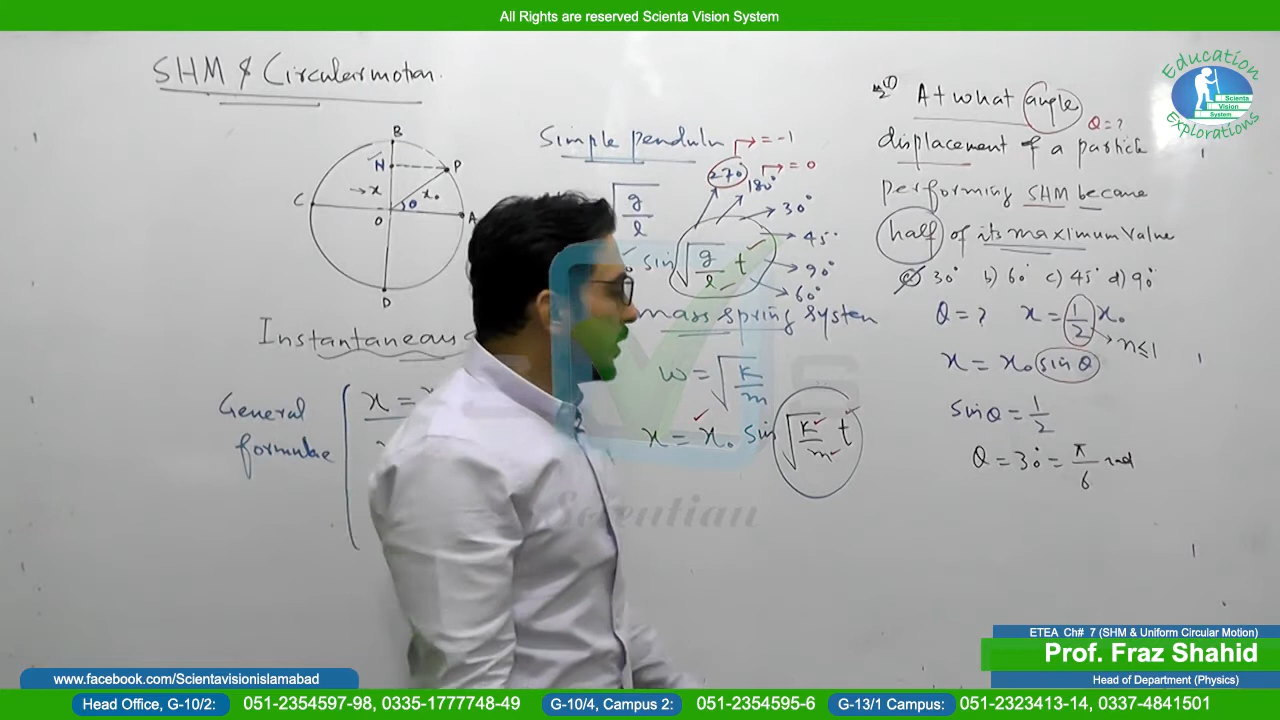 All Rights are reserved Scienta Vision System
SHM & Circular motion.
B
N
P
x
x₀
C
O
θ
A
D
Instantaneous
General
formulae
x =
Simple pendulm
270°
= -1
180°
= 0
30°
45°
90°
60°
√g/l
sin√g/l t
mass spring system
w = √K/m
x = x₀ sin√K/m t
At what angle
θ = ?
displacement of a particle
performing SHM became
half of its maximum value
a) 30° b) 60° c) 45° d) 90°
θ = ? x = 1/2 x₀
n ≤ 1
x = x₀ sin θ
sin θ = 1/2
θ = 30° = π/6 rad
Education
Scienta
Vision
System
Explorations
Scientian
ETEA Ch# 7 (SHM & Uniform Circular Motion)
Prof. Fraz Shahid
Head of Department (Physics)
www.facebook.com/Scientavisionislamabad
Head Office, G-10/2: 051-2354597-98, 0335-1777748-49 G-10/4, Campus 2: 051-2354595-6 G-13/1 Campus: 051-2323413-14, 0337-4841501